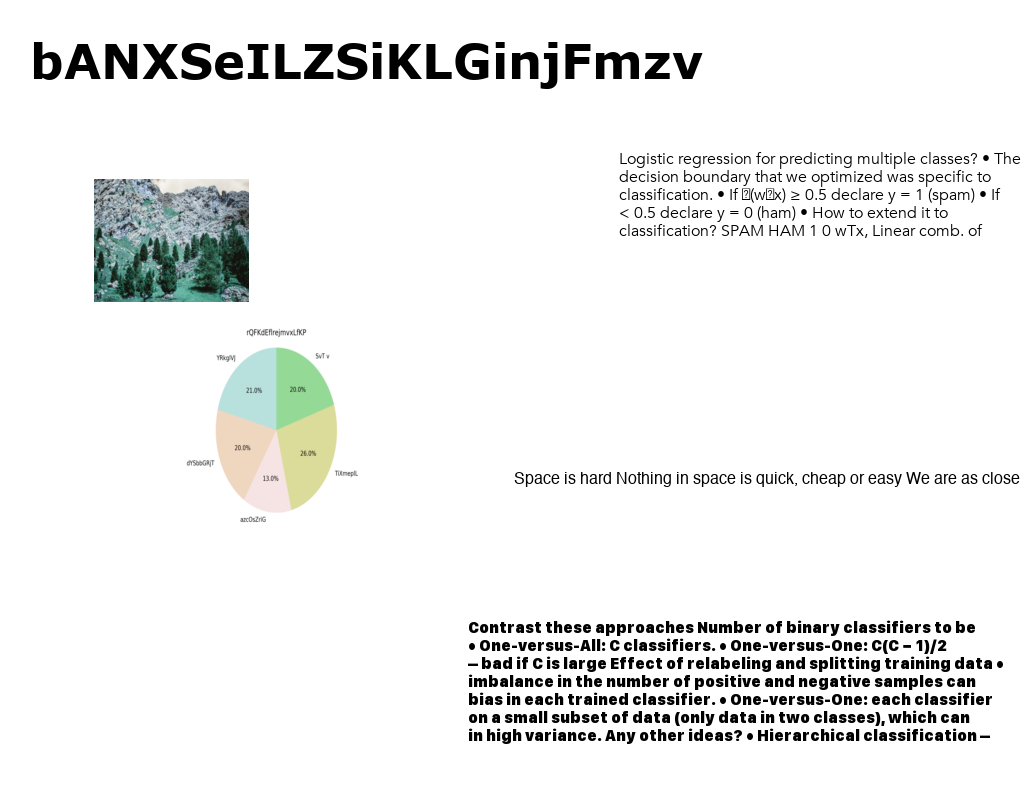 bANXSeILZSiKLGinjFmzv
Logistic regression for predicting multiple classes? • The
decision boundary that we optimized was specific to
classification. • If (w x) ≥ 0.5 declare y = 1 (spam) • If
< 0.5 declare y = 0 (ham) • How to extend it to
classification? SPAM HAM 1 0 wTx, Linear comb. of
rQFKdEflrejmvxLfKP
YRkglVJ
SvT v
21.0%
20.0%
20.0%
26.0%
13.0%
dYSbbGRjT
TiXmepIL
azcOsZriG
Space is hard Nothing in space is quick, cheap or easy We are as close
Contrast these approaches Number of binary classifiers to be
• One-versus-All: C classifiers. • One-versus-One: C(C – 1)/2
– bad if C is large Effect of relabeling and splitting training data •
imbalance in the number of positive and negative samples can
bias in each trained classifier. • One-versus-One: each classifier
on a small subset of data (only data in two classes), which can
in high variance. Any other ideas? • Hierarchical classification –